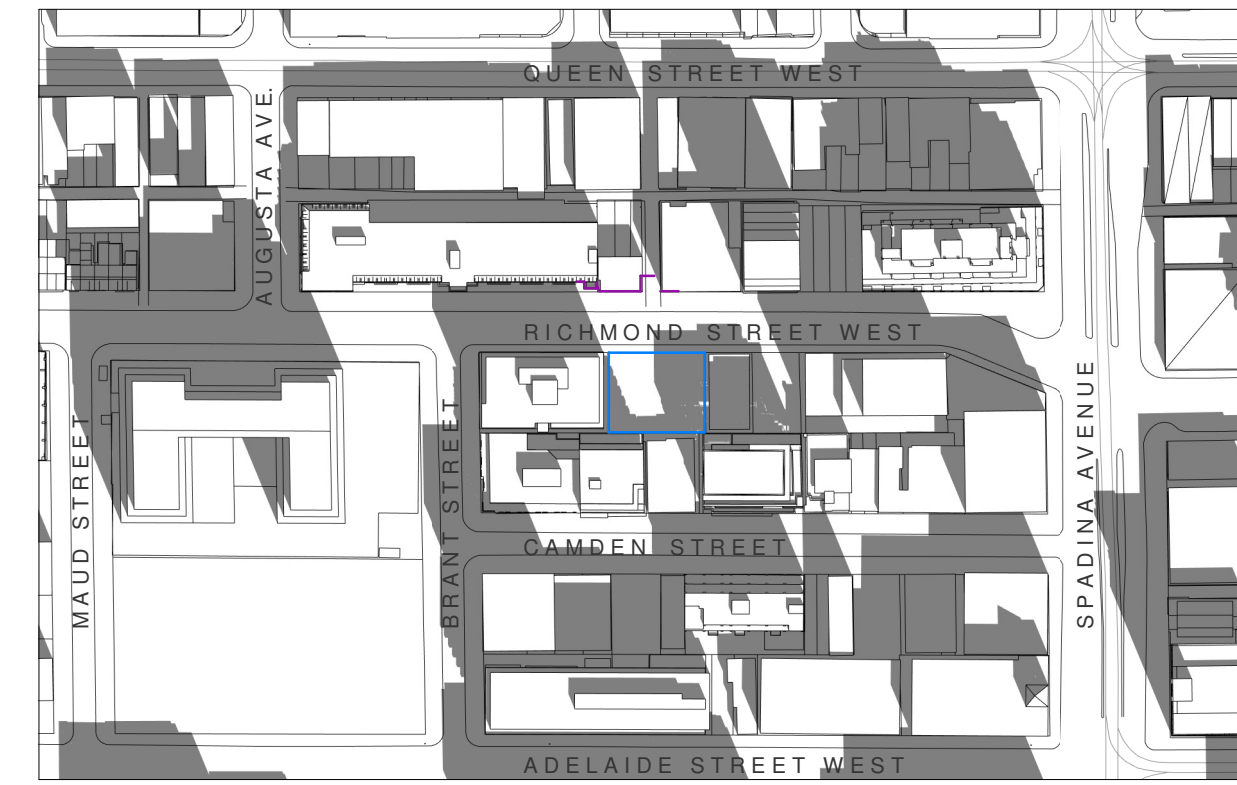 QUEEN STREET WEST
AUGUSTA AVE.
RICHMOND STREET WEST
MAUD STREET
BRANT STREET
SPADINA AVENUE
CAMDEN STREET
ADELAIDE STREET WEST